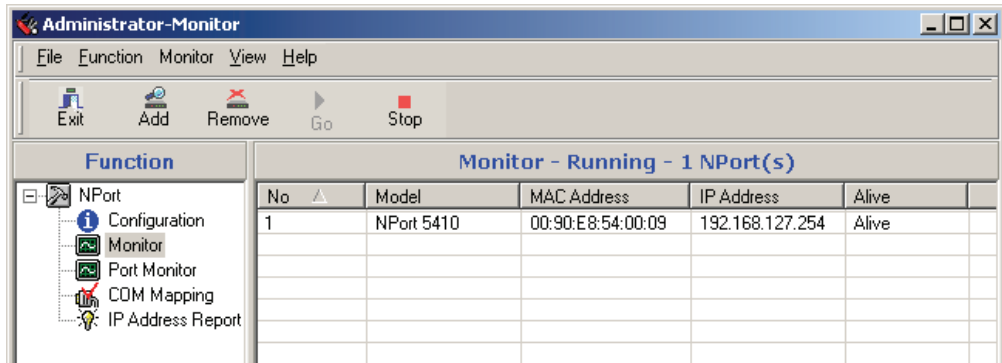 Administrator-Monitor
File Function Monitor View Help
Exit Add Remove Go Stop
Function
Monitor - Running - 1 NPort(s)
NPort
Configuration
Monitor
Port Monitor
COM Mapping
IP Address Report
No Model MAC Address IP Address Alive
1 NPort 5410 00:90:E8:54:00:09 192.168.127.254 Alive